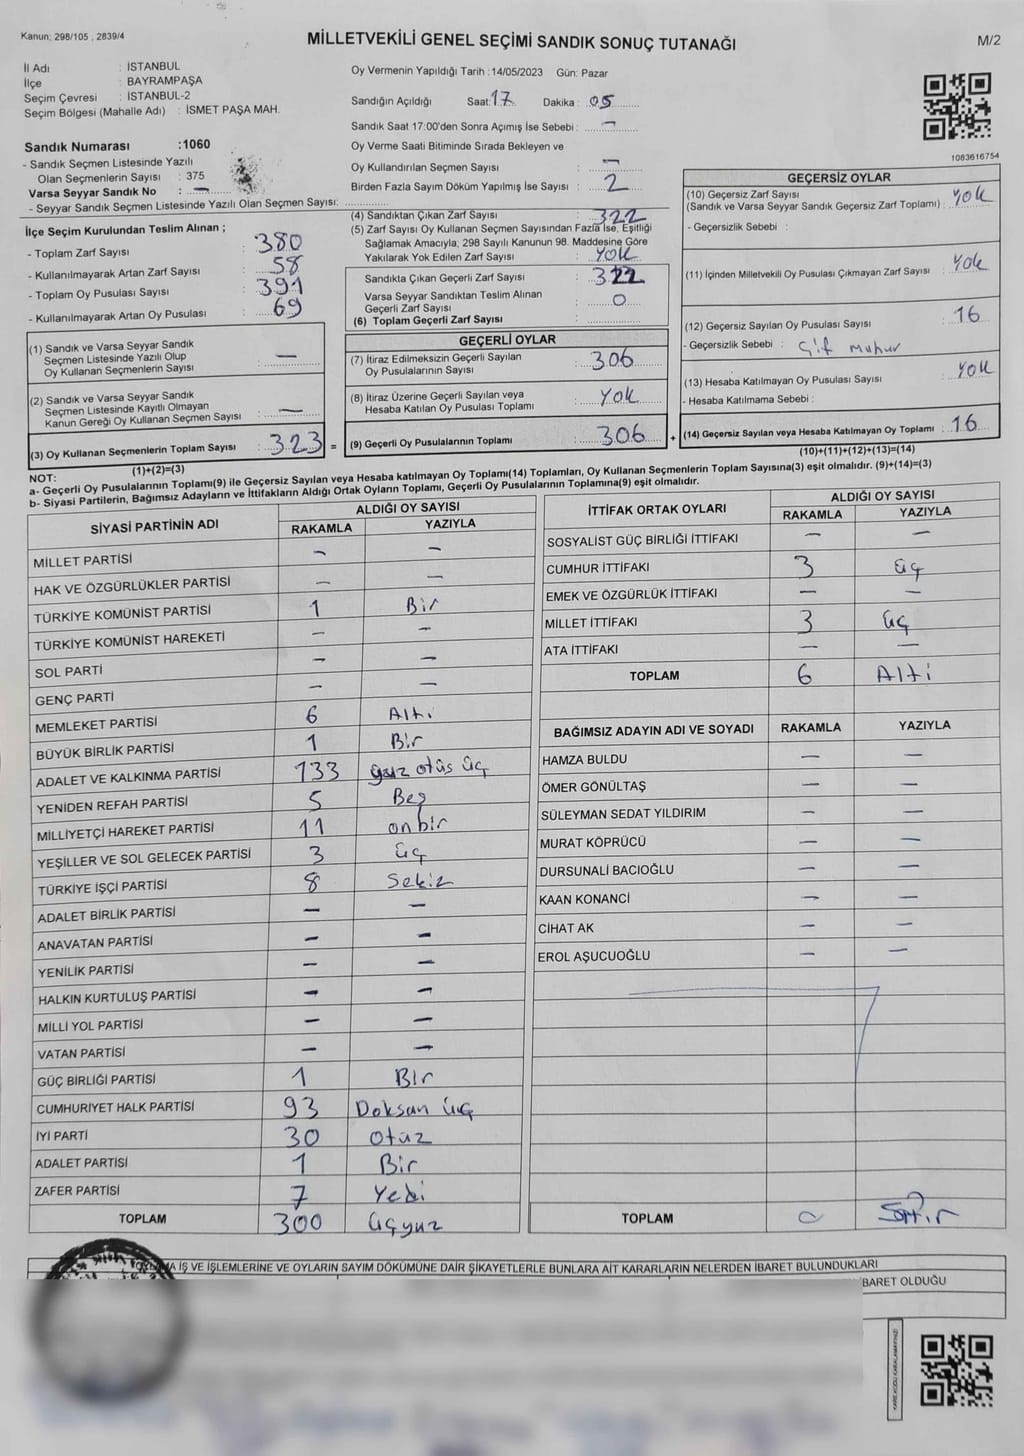 Kanun: 298/105 , 2839/4
MİLLETVEKİLİ GENEL SEÇİMİ SANDIK SONUÇ TUTANAĞI
M/2
İl Adı : İSTANBUL
İlçe : BAYRAMPAŞA
Seçim Çevresi : İSTANBUL-2
Seçim Bölgesi (Mahalle Adı) : İSMET PAŞA MAH.
Sandık Numarası :1060
- Sandık Seçmen Listesinde Yazılı
Olan Seçmenlerin Sayısı : 375
Varsa Seyyar Sandık No : —
- Seyyar Sandık Seçmen Listesinde Yazılı Olan Seçmen Sayısı:
Oy Vermenin Yapıldığı Tarih :14/05/2023 Gün: Pazar
Sandığın Açıldığı Saat: 17 Dakika : 05
Sandık Saat 17:00'den Sonra Açımış İse Sebebi : —
Oy Verme Saati Bitiminde Sırada Bekleyen ve
Oy Kullandırılan Seçmen Sayısı : —
Birden Fazla Sayım Döküm Yapılmış İse Sayısı : 2
1083616754
İlçe Seçim Kurulundan Teslim Alınan ;
- Toplam Zarf Sayısı : 380
- Kullanılmayarak Artan Zarf Sayısı : 58
- Toplam Oy Pusulası Sayısı : 391
- Kullanılmayarak Artan Oy Pusulası : 69
(4) Sandıktan Çıkan Zarf Sayısı : 322
(5) Zarf Sayısı Oy Kullanan Seçmen Sayısından Fazla İse, Eşitliği
Sağlamak Amacıyla; 298 Sayılı Kanunun 98. Maddesine Göre
Yakılarak Yok Edilen Zarf Sayısı : YOK
Sandıkta Çıkan Geçerli Zarf Sayısı : 322
Varsa Seyyar Sandıktan Teslim Alınan
Geçerli Zarf Sayısı : 0
(6) Toplam Geçerli Zarf Sayısı :
GEÇERSİZ OYLAR
(10) Geçersiz Zarf Sayısı
(Sandık ve Varsa Seyyar Sandık Geçersiz Zarf Toplamı) : YOK
- Geçersizlik Sebebi :
(11) İçinden Milletvekili Oy Pusulası Çıkmayan Zarf Sayısı : YOK
(12) Geçersiz Sayılan Oy Pusulası Sayısı : 16
- Geçersizlik Sebebi : Çift Mühür
(13) Hesaba Katılmayan Oy Pusulası Sayısı : YOK
- Hesaba Katılmama Sebebi :
(14) Geçersiz Sayılan veya Hesaba Katılmayan Oy Toplamı : 16
(10)+(11)+(12)+(13)=(14)
(1) Sandık ve Varsa Seyyar Sandık
Seçmen Listesinde Yazılı Olup
Oy Kullanan Seçmenlerin Sayısı : —
(2) Sandık ve Varsa Seyyar Sandık
Seçmen Listesinde Kayıtlı Olmayan
Kanun Gereği Oy Kullanan Seçmen Sayısı : —
(3) Oy Kullanan Seçmenlerin Toplam Sayısı : 323 =
(1)+(2)=(3)
GEÇERLİ OYLAR
(7) İtiraz Edilmeksizin Geçerli Sayılan
Oy Pusulalarının Sayısı : 306
(8) İtiraz Üzerine Geçerli Sayılan veya
Hesaba Katılan Oy Pusulası Toplamı : YOK
(9) Geçerli Oy Pusulalarının Toplamı : 306 +
NOT:
a- Geçerli Oy Pusulalarının Toplamı(9) ile Geçersiz Sayılan veya Hesaba katılmayan Oy Toplamı(14) Toplamları, Oy Kullanan Seçmenlerin Toplam Sayısına(3) eşit olmalıdır. (9)+(14)=(3)
b- Siyasi Partilerin, Bağımsız Adayların ve İttifakların Aldığı Ortak Oyların Toplamı, Geçerli Oy Pusulalarının Toplamına(9) eşit olmalıdır.
SİYASİ PARTİNİN ADI ALDIĞI OY SAYISI
RAKAMLA YAZIYLA
MİLLET PARTİSİ — —
HAK VE ÖZGÜRLÜKLER PARTİSİ — —
TÜRKİYE KOMÜNİST PARTİSİ 1 Bir
TÜRKİYE KOMÜNİST HAREKETİ — —
SOL PARTİ — —
GENÇ PARTİ — —
MEMLEKET PARTİSİ 6 Altı
BÜYÜK BİRLİK PARTİSİ 1 Bir
ADALET VE KALKINMA PARTİSİ 133 yüz otüs üç
YENİDEN REFAH PARTİSİ 5 Beş
MİLLİYETÇİ HAREKET PARTİSİ 11 onbir
YEŞİLLER VE SOL GELECEK PARTİSİ 3 üç
TÜRKİYE İŞÇİ PARTİSİ 8 Sekiz
ADALET BİRLİK PARTİSİ — —
ANAVATAN PARTİSİ — —
YENİLİK PARTİSİ — —
HALKIN KURTULUŞ PARTİSİ — —
MİLLİ YOL PARTİSİ — —
VATAN PARTİSİ — —
GÜÇ BİRLİĞİ PARTİSİ 1 Bir
CUMHURİYET HALK PARTİSİ 93 Doksan üç
İYİ PARTİ 30 otuz
ADALET PARTİSİ 1 Bir
ZAFER PARTİSİ 7 Yedi
TOPLAM 300 üçyüz
İTTİFAK ORTAK OYLARI ALDIĞI OY SAYISI
RAKAMLA YAZIYLA
SOSYALİST GÜÇ BİRLİĞİ İTTİFAKI — —
CUMHUR İTTİFAKI 3 üç
EMEK VE ÖZGÜRLÜK İTTİFAKI — —
MİLLET İTTİFAKI 3 üç
ATA İTTİFAKI — —
TOPLAM 6 Altı
BAĞIMSIZ ADAYIN ADI VE SOYADI RAKAMLA YAZIYLA
HAMZA BULDU — —
ÖMER GÖNÜLTAŞ — —
SÜLEYMAN SEDAT YILDIRIM — —
MURAT KÖPRÜCÜ — —
DURSUNALİ BACIOĞLU — —
KAAN KONANCİ — —
CİHAT AK — —
EROL AŞUCUOĞLU — —
TOPLAM 0 Sıfır
İŞ VE İŞLEMLERİNE VE OYLARIN SAYIM DÖKÜMÜNE DAİR ŞİKAYETLERLE BUNLARA AİT KARARLARIN NELERDEN İBARET BULUNDUKLARI
İBARET OLDUĞU